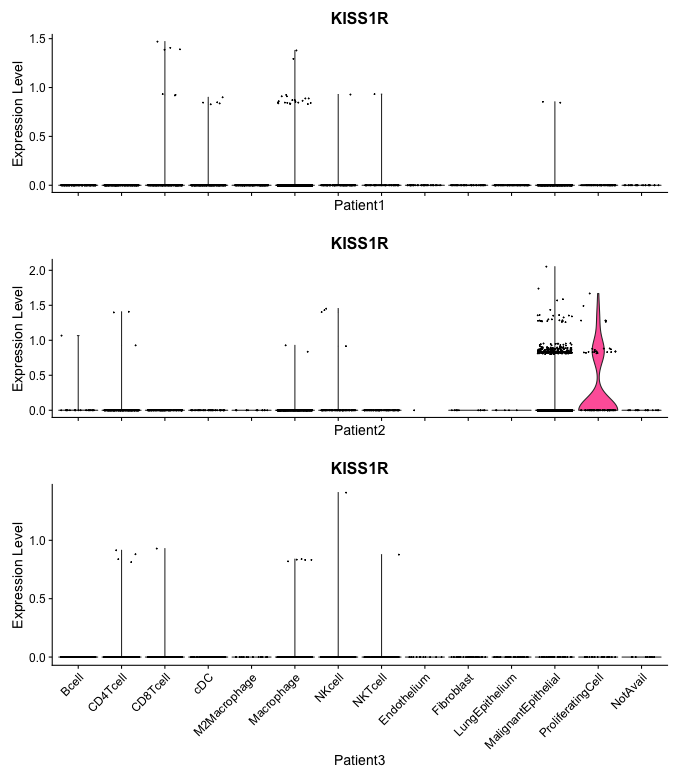 KISS1R
Expression Level
1.5
1.0
0.5
0.0
Patient1
KISS1R
Expression Level
2.0
1.5
1.0
0.5
0.0
Patient2
KISS1R
Expression Level
1.0
0.5
0.0
Bcell
CD4Tcell
CD8Tcell
cDC
M2Macrophage
Macrophage
NKcell
NKTcell
Endothelium
Fibroblast
LungEpithelium
MalignantEpithelial
ProliferatingCell
NotAvail
Patient3